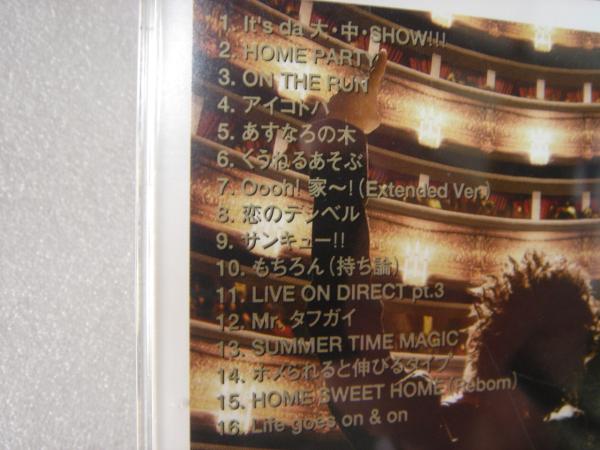 1. It's da 大・中・SHOW!!!
2. HOME PARTY
3. ON THE RUN
4. アイコトバ
5. あすなろの木
6. くうねるあそぶ
7. Oooh! 家〜! (Extended Ver.)
8. 恋のデシベル
9. サンキュー!!
10. もちろん (持ち論)
11. LIVE ON DIRECT pt.3
12. Mr. タフガイ
13. SUMMER TIME MAGIC
14. ホメられると伸びるタイプ
15. HOME SWEET HOME (Reborn)
16. Life goes on & on